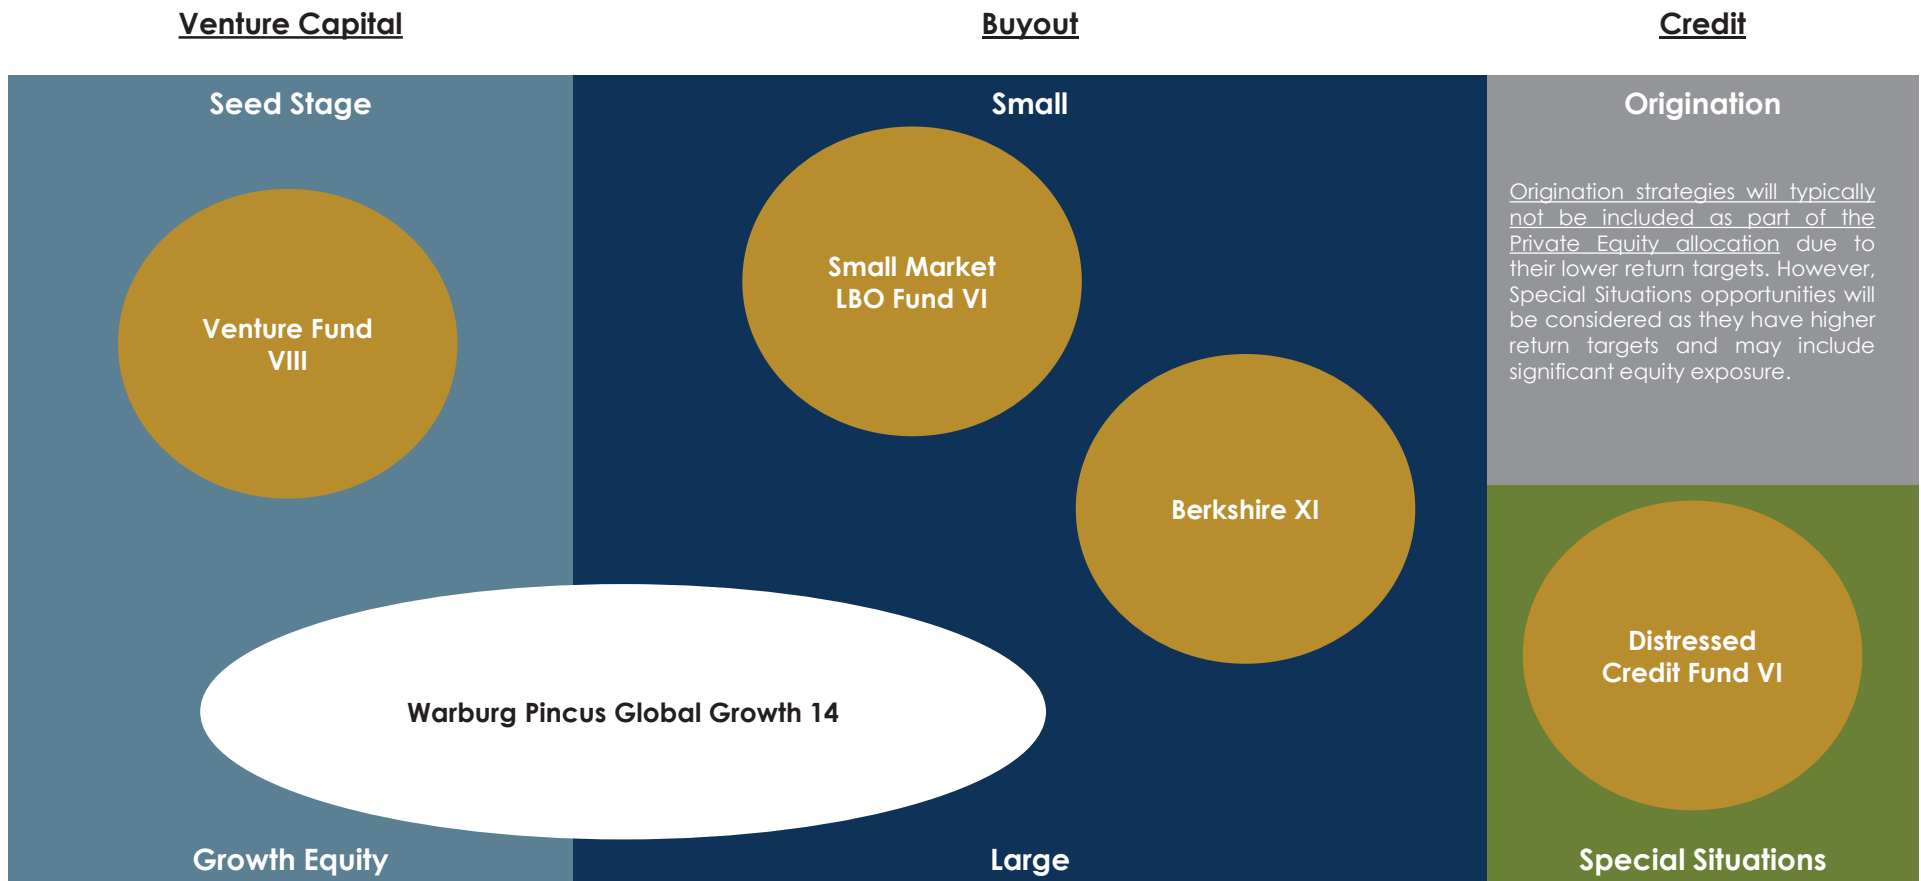 Venture Capital
Buyout
Credit
Seed Stage
Small
Origination
Origination strategies will typically
not be included as part of the
Private Equity allocation due to
their lower return targets. However,
Special Situations opportunities will
be considered as they have higher
return targets and may include
significant equity exposure.
Small Market
LBO Fund VI
Venture Fund
VIII
Berkshire XI
Distressed
Credit Fund VI
Warburg Pincus Global Growth 14
Growth Equity
Large
Special Situations